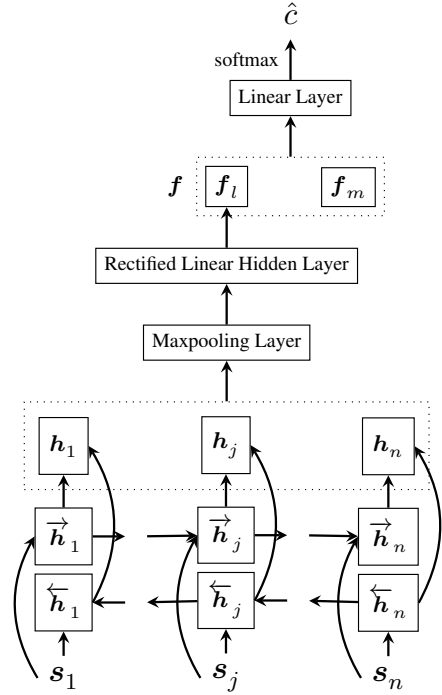 ĉ
softmax
Linear Layer
f f_l f_m
Rectified Linear Hidden Layer
Maxpooling Layer
h_1 h_j h_n
→h_1 →h_j →h_n
←h_1 ←h_j ←h_n
s_1 s_j s_n